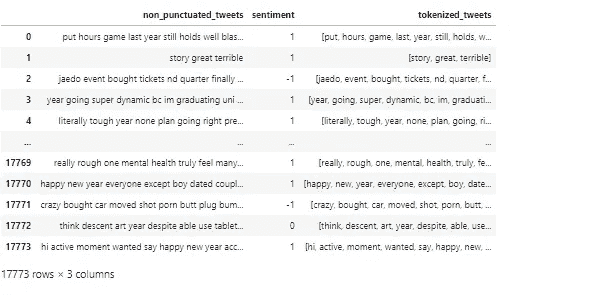 non_punctuated_tweets sentiment tokenized_tweets
0 put hours game last year still holds well blas... 1 [put, hours, game, last, year, still, holds, w...
1 story great terrible 1 [story, great, terrible]
2 jaedo event bought tickets nd quarter finally ... -1 [jaedo, event, bought, tickets, nd, quarter, f...
3 year going super dynamic bc im graduating uni ... 1 [year, going, super, dynamic, bc, im, graduati...
4 literally tough year none plan going right pre... 1 [literally, tough, year, none, plan, going, ri...
... ... ... ...
17769 really rough one mental health truly feel many... 1 [really, rough, one, mental, health, truly, fe...
17770 happy new year everyone except boy dated coupl... 1 [happy, new, year, everyone, except, boy, date...
17771 crazy bought car moved shot porn butt plug bum... -1 [crazy, bought, car, moved, shot, porn, butt, ...
17772 think descent art year despite able use tablet... 0 [think, descent, art, year, despite, able, use...
17773 hi active moment wanted say happy new year acc... 1 [hi, active, moment, wanted, say, happy, new, ...
17773 rows × 3 columns